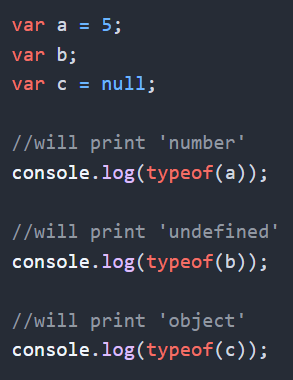 var a = 5;
var b;
var c = null;
//will print 'number'
console.log(typeof(a));
//will print 'undefined'
console.log(typeof(b));
//will print 'object'
console.log(typeof(c));